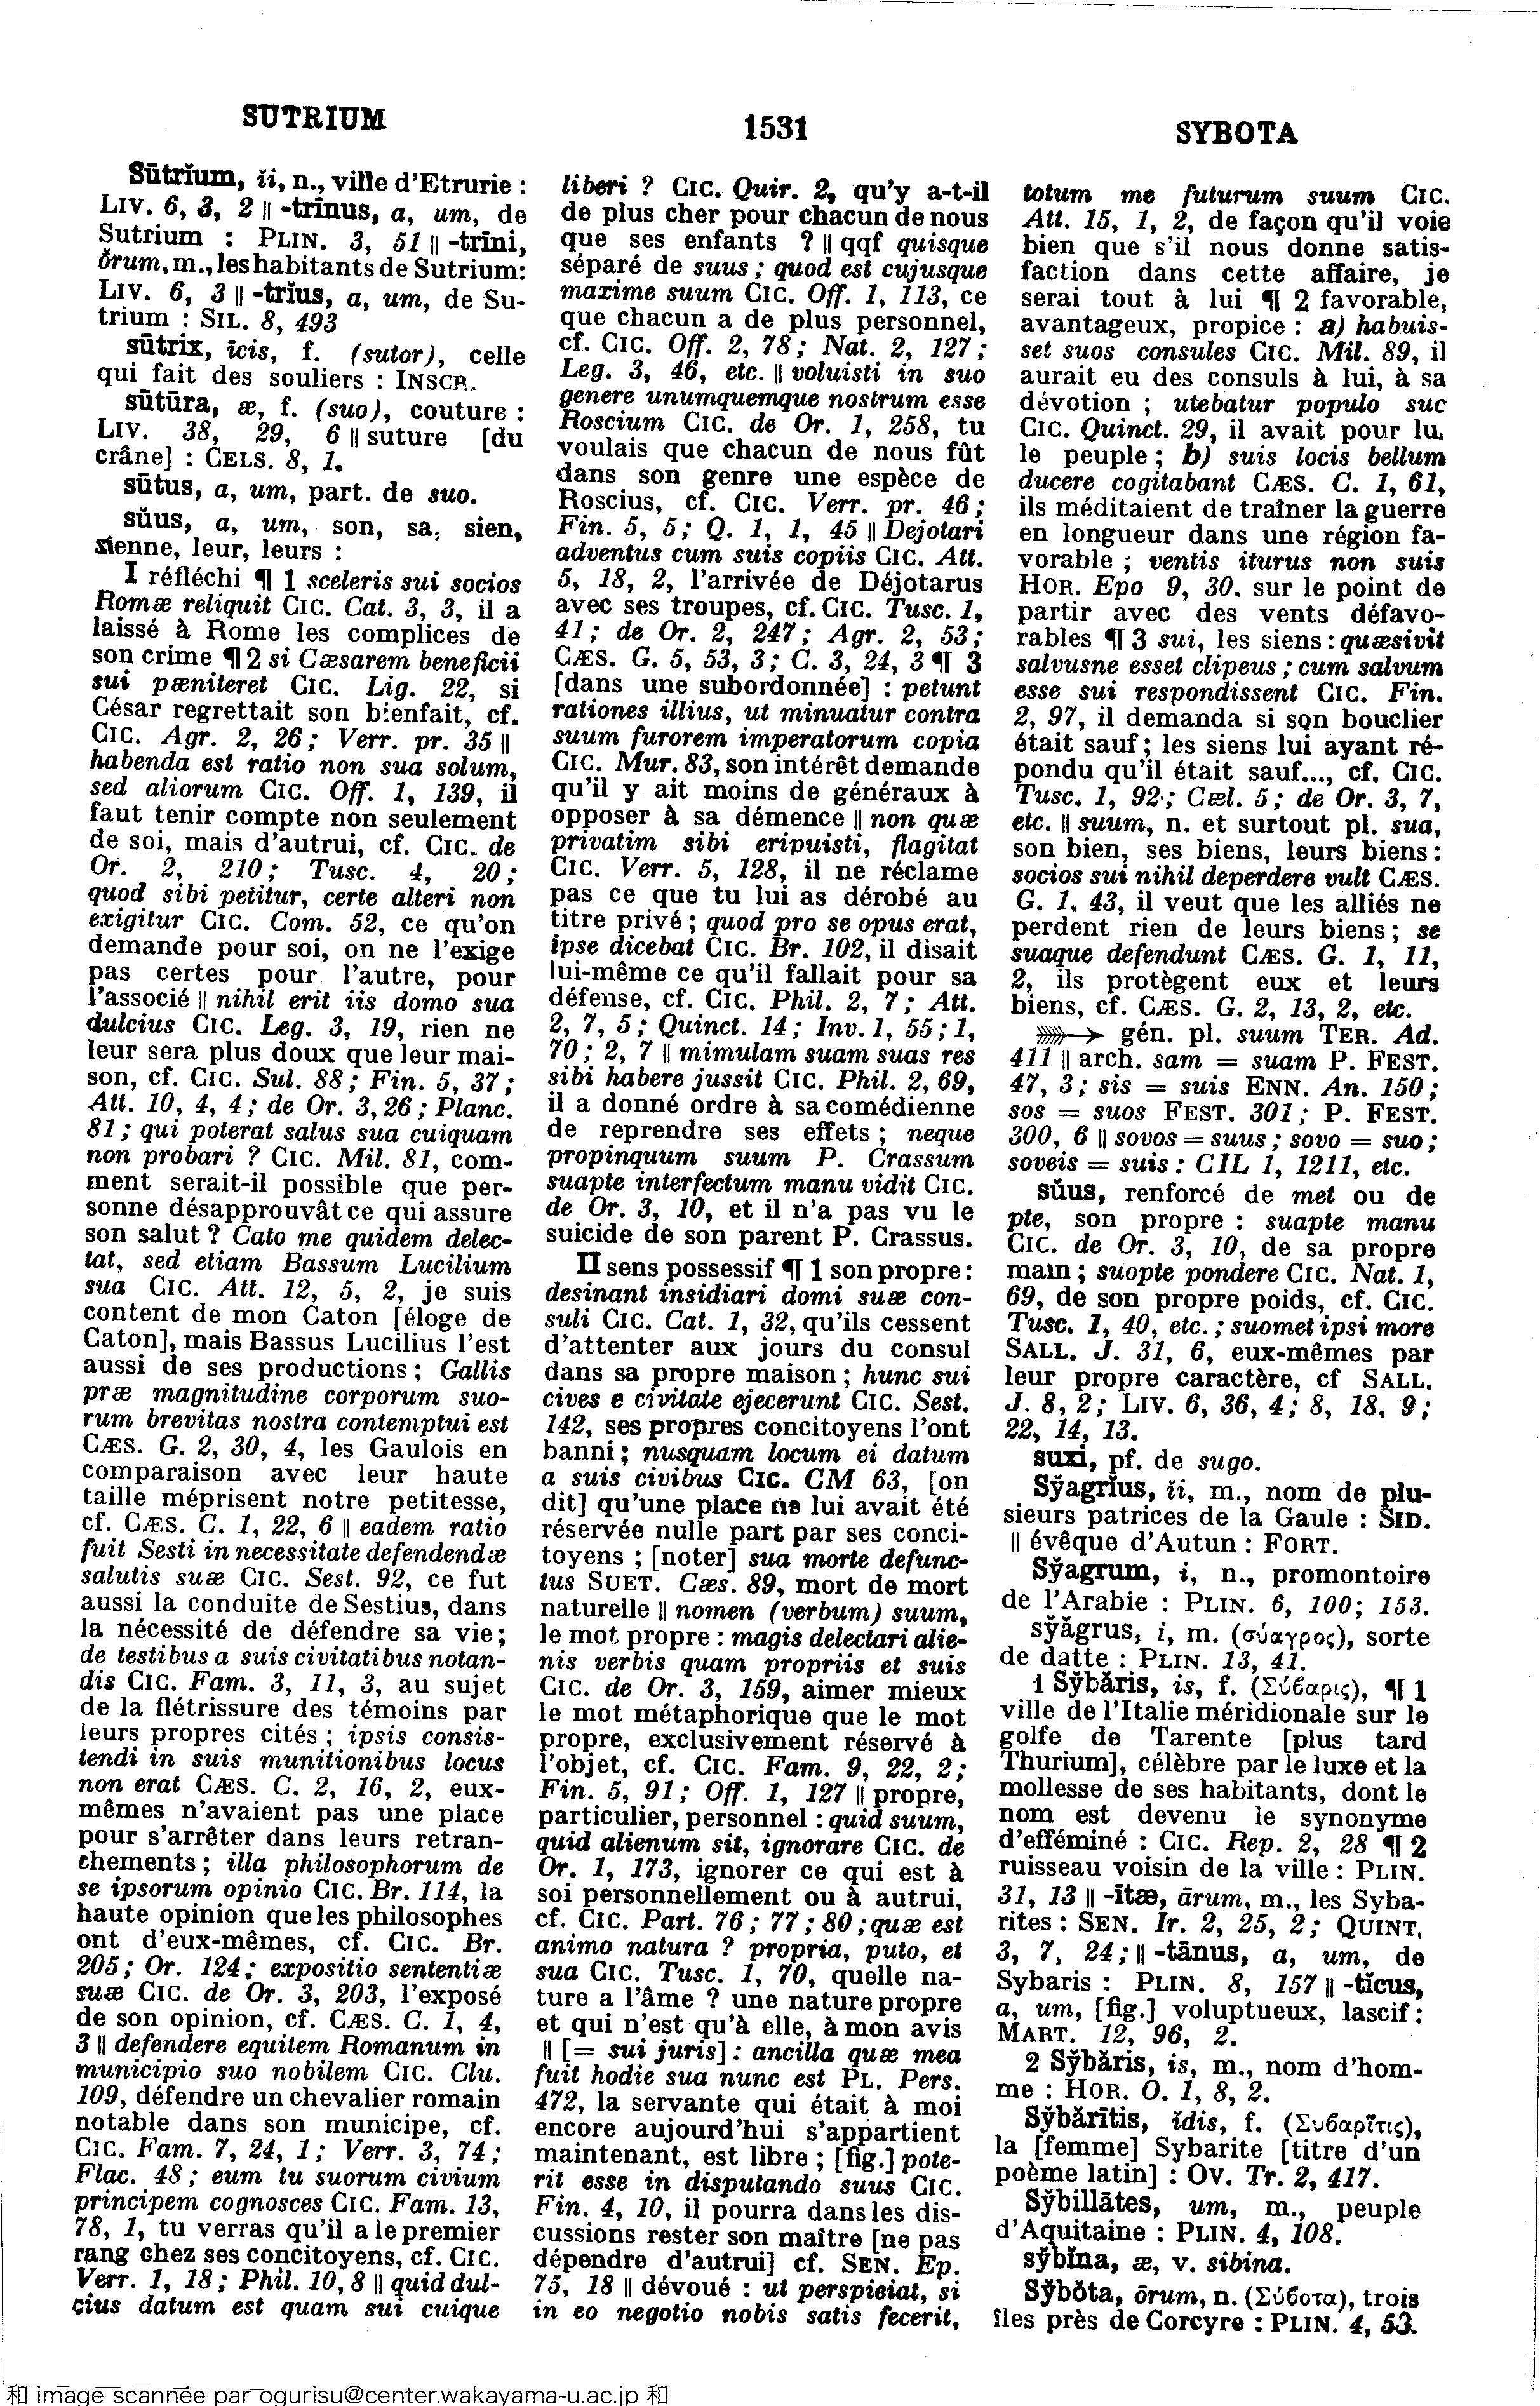 SUTRIUM
1531
SYBOTA
Sūtrĭum, ĭi, n., ville d'Etrurie :
LIV. 6, 3, 2 || -trīnus, a, um, de
Sutrium : PLIN. 3, 51 || -trīni,
ōrum, m., les habitants de Sutrium:
LIV. 6, 3 || -trĭus, a, um, de Su-
trium : SIL. 8, 493
sūtrix, īcis, f. (sutor), celle
qui fait des souliers : INSCR.
sūtūra, æ, f. (suo), couture :
LIV. 38, 29, 6 || suture [du
crâne] : CELS. 8, 1.
sūtus, a, um, part. de suo.
sŭus, a, um, son, sa, sien,
sienne, leur, leurs :
I réfléchi ¶ 1 sceleris sui socios
Romæ reliquit CIC. Cat. 3, 3, il a
laissé à Rome les complices de
son crime ¶ 2 si Cæsarem beneficii
sui pæniteret CIC. Lig. 22, si
César regrettait son bienfait, cf.
CIC. Agr. 2, 26 ; Verr. pr. 35 ||
habenda est ratio non sua solum,
sed aliorum CIC. Off. 1, 139, il
faut tenir compte non seulement
de soi, mais d'autrui, cf. CIC. de
Or. 2, 210 ; Tusc. 4, 20 ;
quod sibi petitur, certe alteri non
exigitur CIC. Com. 52, ce qu'on
demande pour soi, on ne l'exige
pas certes pour l'autre, pour
l'associé || nihil erit iis domo sua
dulcius CIC. Leg. 3, 19, rien ne
leur sera plus doux que leur mai-
son, cf. CIC. Sul. 88 ; Fin. 5, 37 ;
Att. 10, 4, 4 ; de Or. 3, 26 ; Planc.
81 ; qui poterat salus sua cuiquam
non probari ? CIC. Mil. 81, com-
ment serait-il possible que per-
sonne désapprouvât ce qui assure
son salut ? Cato me quidem delec-
tat, sed etiam Bassum Lucilium
sua CIC. Att. 12, 5, 2, je suis
content de mon Caton [éloge de
Caton], mais Bassus Lucilius l'est
aussi de ses productions ; Gallis
præ magnitudine corporum suo-
rum brevitas nostra contemptui est
CÆS. G. 2, 30, 4, les Gaulois en
comparaison avec leur haute
taille méprisent notre petitesse,
cf. CÆS. C. 1, 22, 6 || eadem ratio
fuit Sesti in necessitate defendendæ
salutis suæ CIC. Sest. 92, ce fut
aussi la conduite de Sestius, dans
la nécessité de défendre sa vie ;
de testibus a suis civitatibus notan-
dis CIC. Fam. 3, 11, 3, au sujet
de la flétrissure des témoins par
leurs propres cités ; ipsis consis-
tendi in suis munitionibus locus
non erat CÆS. C. 2, 16, 2, eux-
mêmes n'avaient pas une place
pour s'arrêter dans leurs retran-
chements ; illa philosophorum de
se ipsorum opinio CIC. Br. 114, la
haute opinion que les philosophes
ont d'eux-mêmes, cf. CIC. Br.
205 ; Or. 124 ; expositio sententiæ
suæ CIC. de Or. 3, 203, l'exposé
de son opinion, cf. CÆS. C. 1, 4,
3 || defendere equitem Romanum in
municipio suo nobilem CIC. Clu.
109, défendre un chevalier romain
notable dans son municipe, cf.
CIC. Fam. 7, 24, 1 ; Verr. 3, 74 ;
Flac. 48 ; eum tu suorum civium
principem cognosces CIC. Fam. 13,
78, 1, tu verras qu'il a le premier
rang chez ses concitoyens, cf. CIC.
Verr. 1, 18 ; Phil. 10, 8 || quid dul-
cius datum est quam sui cuique
liberi ? CIC. Quir. 2, qu'y a-t-il
de plus cher pour chacun de nous
que ses enfants ? || qqf quisque
séparé de suus ; quod est cujusque
maxime suum CIC. Off. 1, 113, ce
que chacun a de plus personnel,
cf. CIC. Off. 2, 78 ; Nat. 2, 127 ;
Leg. 3, 46, etc. || voluisti in suo
genere unumquemque nostrum esse
Roscium CIC. de Or. 1, 258, tu
voulais que chacun de nous fût
dans son genre une espèce de
Roscius, cf. CIC. Verr. pr. 46 ;
Fin. 5, 5 ; Q. 1, 1, 45 || Dejotari
adventus cum suis copiis CIC. Att.
5, 18, 2, l'arrivée de Déjotarus
avec ses troupes, cf. CIC. Tusc. 1,
41 ; de Or. 2, 247 ; Agr. 2, 53 ;
CÆS. G. 5, 53, 3 ; C. 3, 24, 3 ¶ 3
[dans une subordonnée] : petunt
rationes illius, ut minuatur contra
suum furorem imperatorum copia
CIC. Mur. 83, son intérêt demande
qu'il y ait moins de généraux à
opposer à sa démence || non quæ
privatim sibi eripuisti, flagitat
CIC. Verr. 5, 128, il ne réclame
pas ce que tu lui as dérobé au
titre privé ; quod pro se opus erat,
ipse dicebat CIC. Br. 102, il disait
lui-même ce qu'il fallait pour sa
défense, cf. CIC. Phil. 2, 7 ; Att.
2, 7, 5 ; Quinct. 14 ; Inv. 1, 55 ; 1,
70 ; 2, 7 || mimulam suam suas res
sibi habere jussit CIC. Phil. 2, 69,
il a donné ordre à sa comédienne
de reprendre ses effets ; neque
propinquum suum P. Crassum
suapte interfectum manu vidit CIC.
de Or. 3, 10, et il n'a pas vu le
suicide de son parent P. Crassus.
II sens possessif ¶ 1 son propre :
desinant insidiari domi suæ con-
suli CIC. Cat. 1, 32, qu'ils cessent
d'attenter aux jours du consul
dans sa propre maison ; hunc sui
cives e civitate ejecerunt CIC. Sest.
142, ses propres concitoyens l'ont
banni ; nusquam locum ei datum
a suis civibus CIC. CM 63, [on
dit] qu'une place ne lui avait été
réservée nulle part par ses conci-
toyens ; [noter] sua morte defunc-
tus SUET. Cæs. 89, mort de mort
naturelle || nomen (verbum) suum,
le mot propre : magis delectari alie-
nis verbis quam propriis et suis
CIC. de Or. 3, 159, aimer mieux
le mot métaphorique que le mot
propre, exclusivement réservé à
l'objet, cf. CIC. Fam. 9, 22, 2 ;
Fin. 5, 91 ; Off. 1, 127 || propre,
particulier, personnel : quid suum,
quid alienum sit, ignorare CIC. de
Or. 1, 173, ignorer ce qui est à
soi personnellement ou à autrui,
cf. CIC. Part. 76 ; 77 ; 80 ; quæ est
animo natura ? propria, puto, et
sua CIC. Tusc. 1, 70, quelle na-
ture a l'âme ? une nature propre
et qui n'est qu'à elle, à mon avis
|| [= sui juris] : ancilla quæ mea
fuit hodie sua nunc est PL. Pers.
472, la servante qui était à moi
encore aujourd'hui s'appartient
maintenant, est libre ; [fig.] pote-
rit esse in disputando suus CIC.
Fin. 4, 10, il pourra dans les dis-
cussions rester son maître [ne pas
dépendre d'autrui] cf. SEN. Ep.
75, 18 || dévoué : ut perspiciat, si
in eo negotio nobis satis fecerit,
totum me futurum suum CIC.
Att. 15, 1, 2, de façon qu'il voie
bien que s'il nous donne satis-
faction dans cette affaire, je
serai tout à lui ¶ 2 favorable,
avantageux, propice : a) habuis-
set suos consules CIC. Mil. 89, il
aurait eu des consuls à lui, à sa
dévotion ; utebatur populo suc
CIC. Quinct. 29, il avait pour lu
le peuple ; b) suis locis bellum
ducere cogitabant CÆS. C. 1, 61,
ils méditaient de traîner la guerre
en longueur dans une région fa-
vorable ; ventis iturus non suis
HOR. Epo 9, 30. sur le point de
partir avec des vents défavo-
rables ¶ 3 sui, les siens : quæsivit
salvusne esset clipeus ; cum salvum
esse sui respondissent CIC. Fin.
2, 97, il demanda si son bouclier
était sauf ; les siens lui ayant ré-
pondu qu'il était sauf..., cf. CIC.
Tusc. 1, 92 ; Cæl. 5 ; de Or. 3, 7,
etc. || suum, n. et surtout pl. sua,
son bien, ses biens, leurs biens :
socios sui nihil deperdere vult CÆS.
G. 1, 43, il veut que les alliés ne
perdent rien de leurs biens ; se
suaque defendunt CÆS. G. 1, 11,
2, ils protègent eux et leurs
biens, cf. CÆS. G. 2, 13, 2, etc.
→ gén. pl. suum TER. Ad.
411 || arch. sam = suam P. FEST.
47, 3 ; sis = suis ENN. An. 150 ;
sos = suos FEST. 301 ; P. FEST.
300, 6 || sovos = suus ; sovo = suo ;
soveis = suis : CIL 1, 1211, etc.
sŭus, renforcé de met ou de
pte, son propre : suapte manu
CIC. de Or. 3, 10, de sa propre
main ; suopte pondere CIC. Nat. 1,
69, de son propre poids, cf. CIC.
Tusc. 1, 40, etc. ; suomet ipsi more
SALL. J. 31, 6, eux-mêmes par
leur propre caractère, cf SALL.
J. 8, 2 ; LIV. 6, 36, 4 ; 8, 18, 9 ;
22, 14, 13.
suxi, pf. de sugo.
Sy̆agrĭus, ĭi, m., nom de plu-
sieurs patrices de la Gaule : SID.
|| évêque d'Autun : FORT.
Sy̆agrum, i, n., promontoire
de l'Arabie : PLIN. 6, 100; 153.
sy̆ăgrus, i, m. (σύαγρος), sorte
de datte : PLIN. 13, 41.
1 Sy̆băris, is, f. (Σύϐαρις), ¶ 1
ville de l'Italie méridionale sur le
golfe de Tarente [plus tard
Thurium], célèbre par le luxe et la
mollesse de ses habitants, dont le
nom est devenu le synonyme
d'efféminé : CIC. Rep. 2, 28 ¶ 2
ruisseau voisin de la ville : PLIN.
31, 13 || -ītæ, ārum, m., les Syba-
rites : SEN. Ir. 2, 25, 2 ; QUINT.
3, 7, 24 ; || -tānus, a, um, de
Sybaris : PLIN. 8, 157 || -tĭcus,
a, um, [fig.] voluptueux, lascif :
MART. 12, 96, 2.
2 Sy̆băris, is, m., nom d'hom-
me : HOR. O. 1, 8, 2.
Sy̆bărītis, ĭdis, f. (Συϐαρῖτις),
la [femme] Sybarite [titre d'un
poème latin] : OV. Tr. 2, 417.
Sy̆billātes, um, m., peuple
d'Aquitaine : PLIN. 4, 108.
sy̆bĭna, æ, v. sibina.
Sy̆bŏta, ōrum, n. (Σύϐοτα), trois
îles près de Corcyre : PLIN. 4, 53.
和 image scannée par ogurisu@center.wakayama-u.ac.jp 和